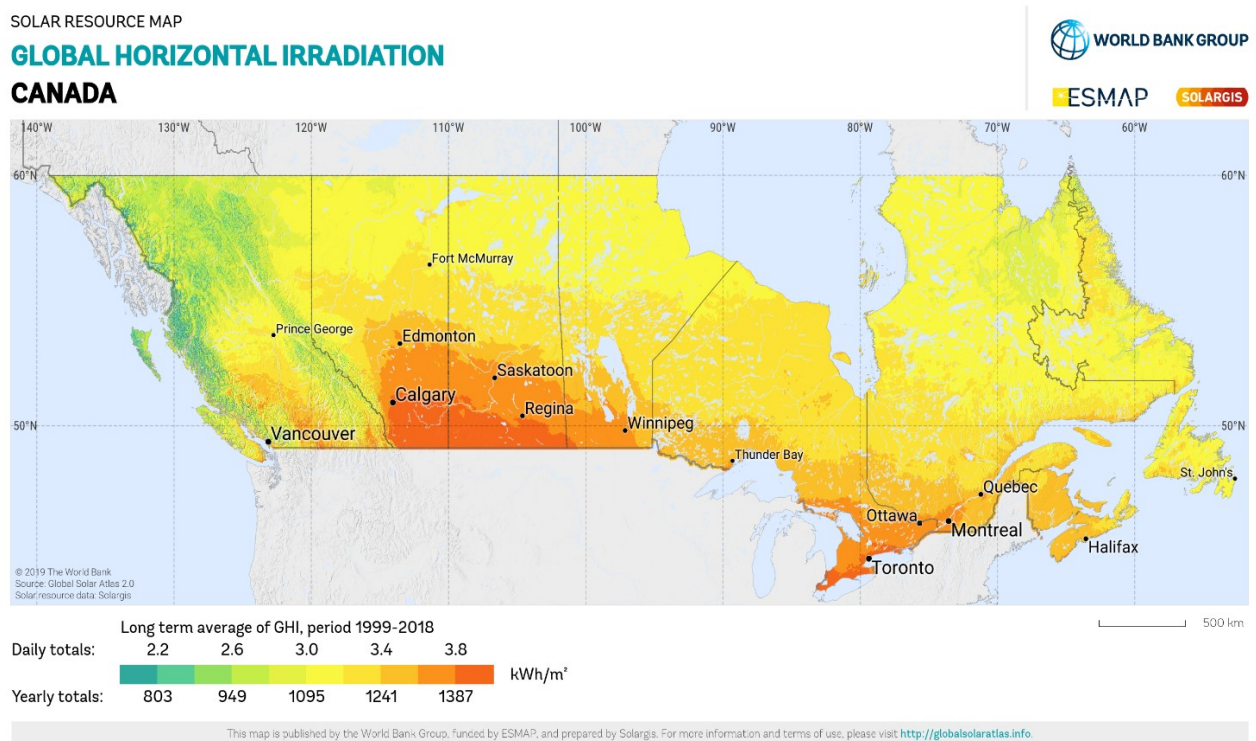 SOLAR RESOURCE MAP
GLOBAL HORIZONTAL IRRADIATION
CANADA
WORLD BANK GROUP
ESMAP
SOLARGIS
140°W 130°W 120°W 110°W 100°W 90°W 80°W 70°W 60°W
60°N 60°N
Fort McMurray
Prince George
Edmonton
Saskatoon
Calgary
Regina
Winnipeg
50°N 50°N
Vancouver
Thunder Bay
St. John's
Quebec
Ottawa
Montreal
Halifax
Toronto
© 2019 The World Bank
Source: Global Solar Atlas 2.0
Solar resource data: Solargis
500 km
Long term average of GHI, period 1999-2018
Daily totals: 2.2 2.6 3.0 3.4 3.8
kWh/m²
Yearly totals: 803 949 1095 1241 1387
This map is published by the World Bank Group, funded by ESMAP, and prepared by Solargis. For more information and terms of use, please visit http://globalsolaratlas.info.